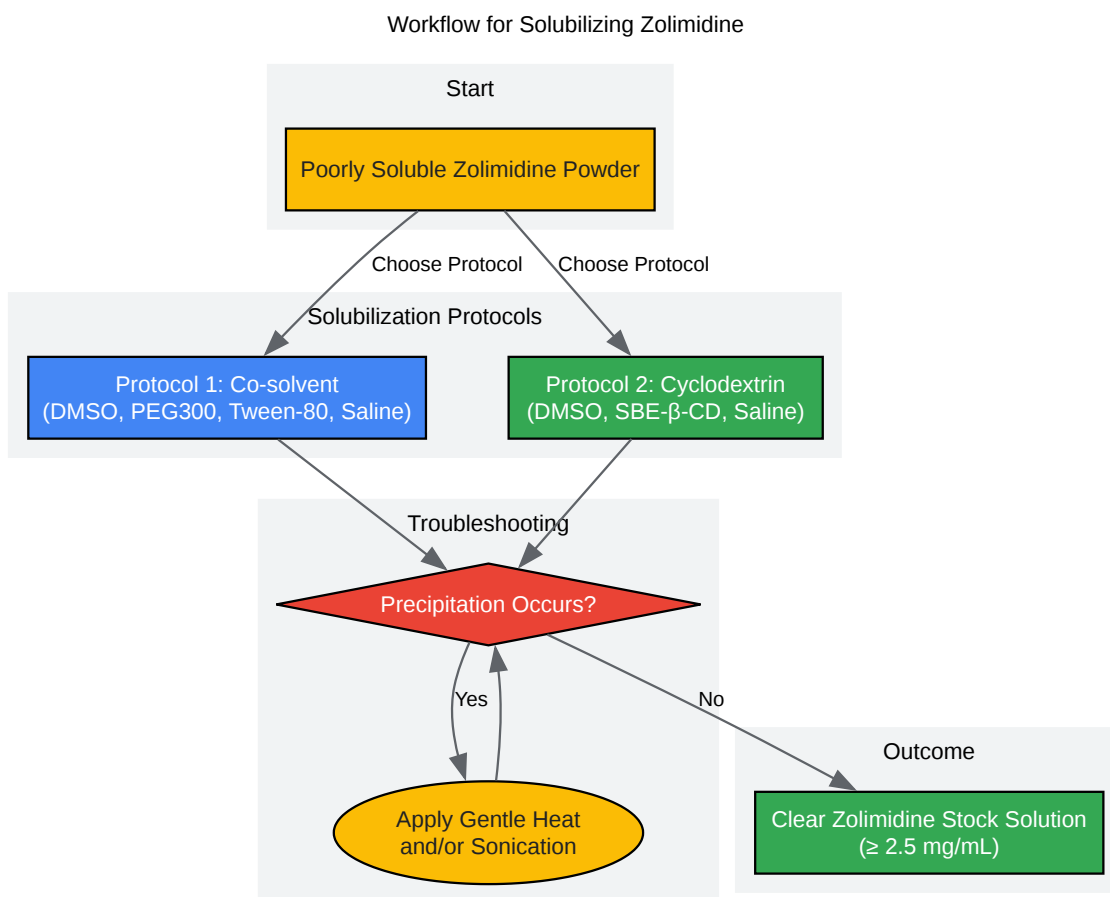 Workflow for Solubilizing Zolimidine
Start
Poorly Soluble Zolimidine Powder
Choose Protocol
Choose Protocol
Solubilization Protocols
Protocol 1: Co-solvent
(DMSO, PEG300, Tween-80, Saline)
Protocol 2: Cyclodextrin
(DMSO, SBE-β-CD, Saline)
Troubleshooting
Precipitation Occurs?
Yes
No
Apply Gentle Heat
and/or Sonication
Outcome
Clear Zolimidine Stock Solution
(≥ 2.5 mg/mL)